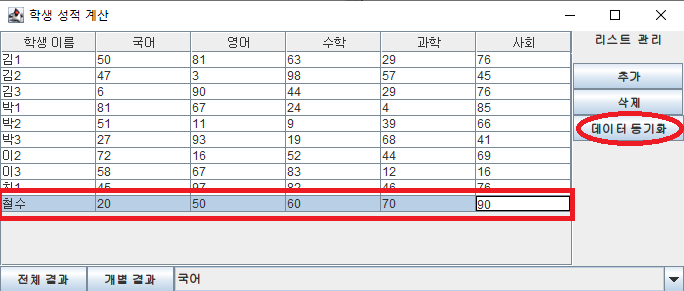 학생 성적 계산
학생 이름 국어 영어 수학 과학 사회
김1 50 81 63 29 76
김2 47 3 98 57 45
김3 6 90 44 29 76
박1 81 67 24 4 85
박2 51 11 9 39 66
박3 27 93 19 68 41
이2 72 16 52 44 69
이3 58 67 83 12 16
최1 45 97 82 46 76
철수 20 50 60 70 90
리스트 관리
추가
삭제
데이터 동기화
전체 결과 개별 결과 국어